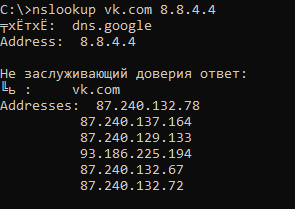 C:\>nslookup vk.com 8.8.4.4
╤хЁтхЁ:  dns.google
Address:  8.8.4.4

Не заслуживающий доверия ответ:
╚ь :     vk.com
Addresses:  87.240.132.78
          87.240.137.164
          87.240.129.133
          93.186.225.194
          87.240.132.67
          87.240.132.72